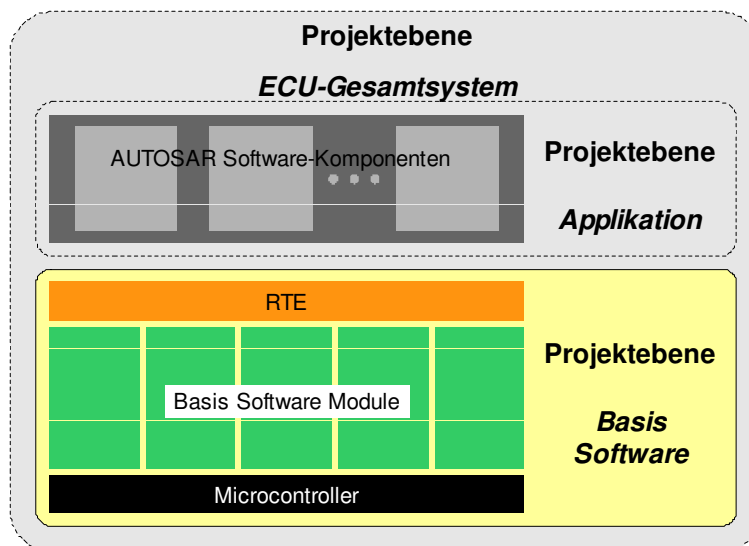 Projektebene
ECU-Gesamtsystem
AUTOSAR Software-Komponenten
Projektebene
Applikation
RTE
Basis Software Module
Microcontroller
Projektebene
Basis
Software